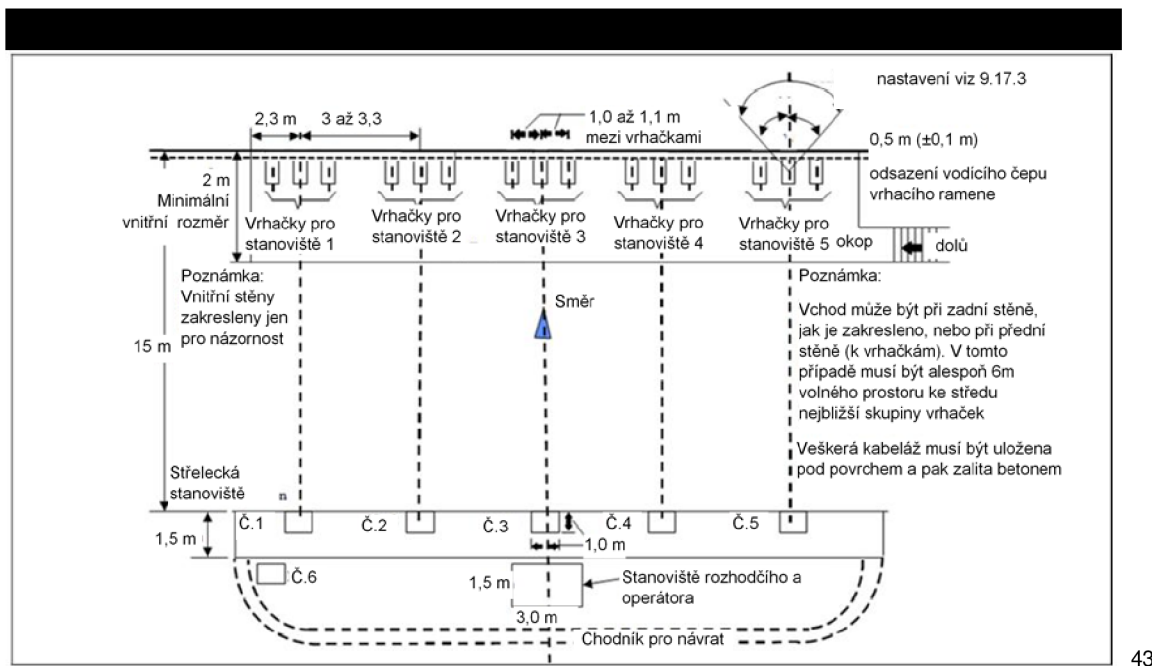 nastavení viz 9.17.3
2,3 m
3 až 3,3
1,0 až 1,1 m
mezi vrhačkami
0,5 m (±0,1 m)
odsazení vodícího čepu
vrhacího ramene
2 m
Minimální
vnitřní rozměr
Vrhačky pro
stanoviště 1
Vrhačky pro
stanoviště 2
Vrhačky pro
stanoviště 3
Vrhačky pro
stanoviště 4
Vrhačky pro
stanoviště 5
okop
dolů
Poznámka:
Vnitřní stěny
zakresleny jen
pro názornost
Směr
15 m
Poznámka:
Vchod může být při zadní stěně,
jak je zakresleno, nebo při přední
stěně (k vrhačkám). V tomto
případě musí být alespoň 6m
volného prostoru ke středu
nejbližší skupiny vrhaček
Veškerá kabeláž musí být uložena
pod povrchem a pak zalita betonem
Střelecká
stanoviště
n
Č.1
Č.2
Č.3
Č.4
Č.5
1,5 m
1,0 m
Č.6
1,5 m
Stanoviště rozhodčího a
operátora
3,0 m
Chodník pro návrat
43